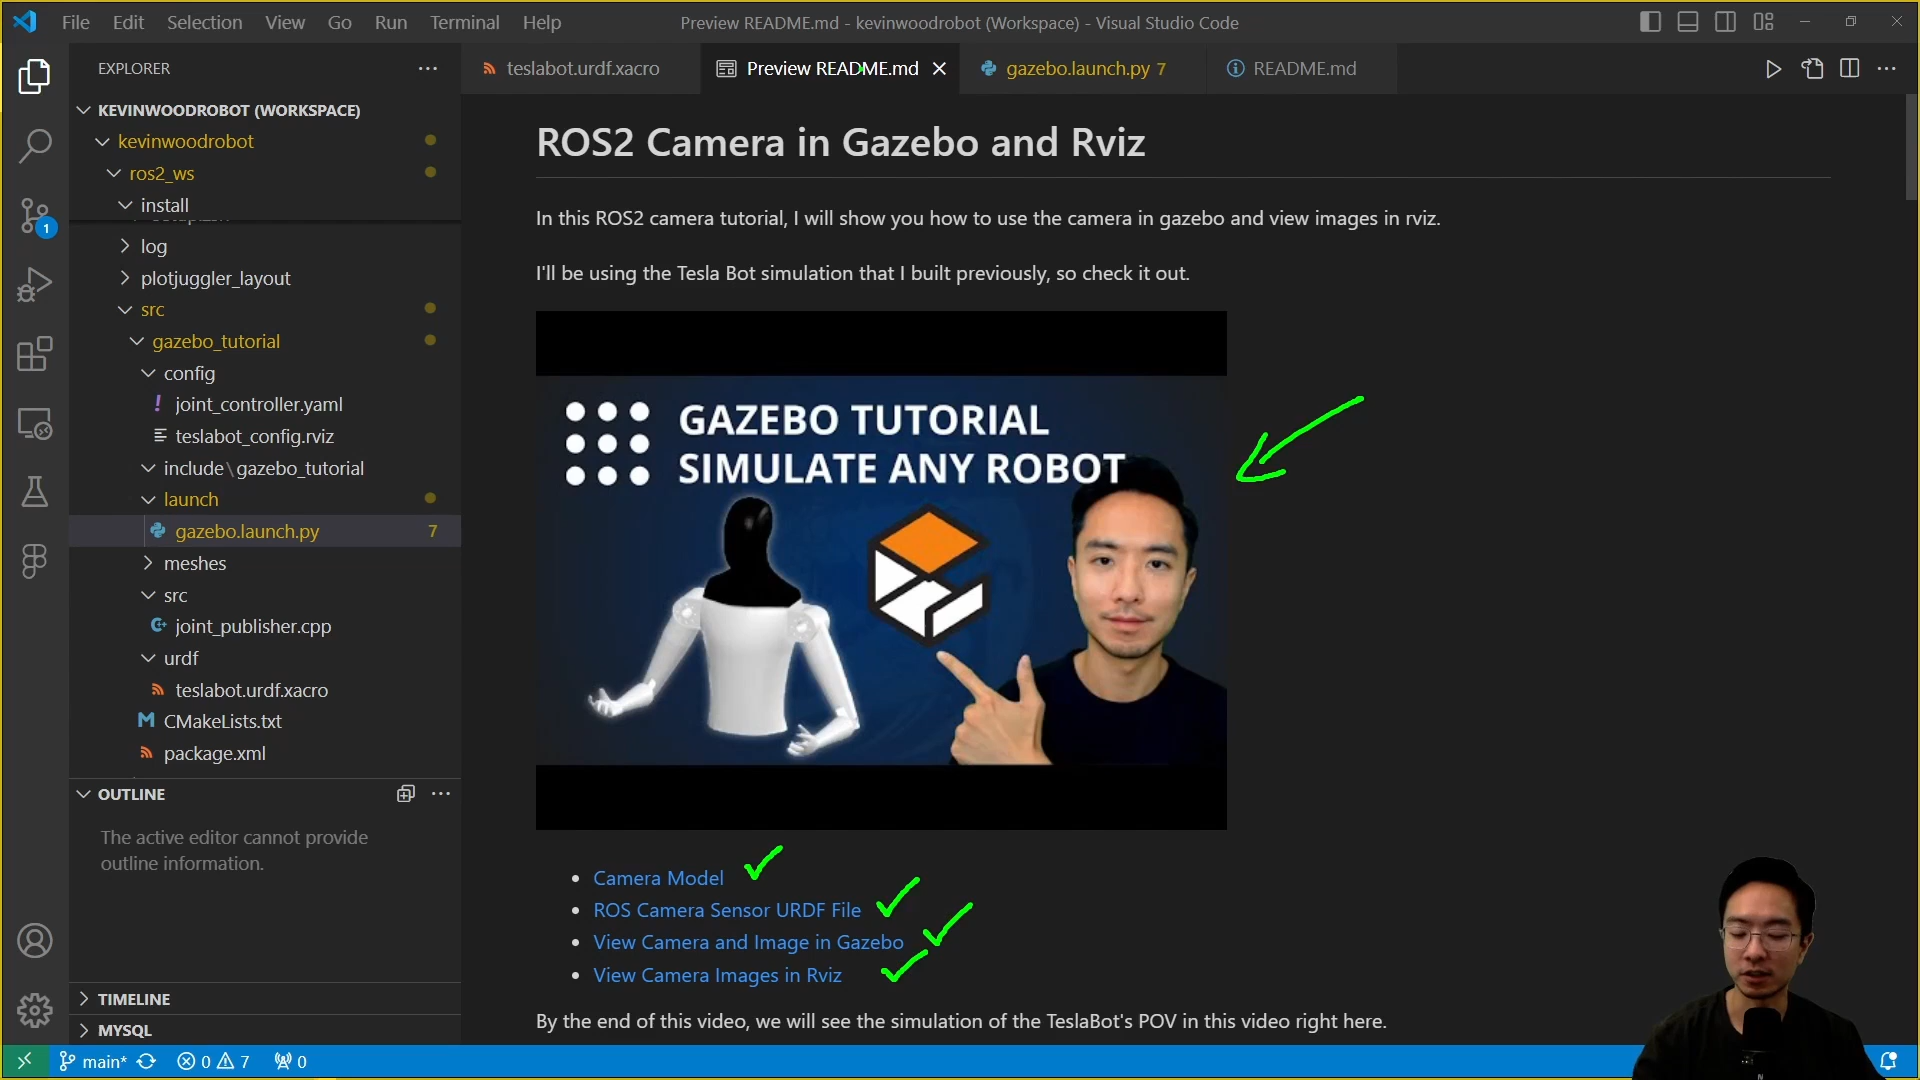 File Edit Selection View Go Run Terminal Help
Preview README.md - kevinwoodrobot (Workspace) - Visual Studio Code
EXPLORER
teslabot.urdf.xacro
Preview README.md
gazebo.launch.py 7
README.md
KEVINWOODROBOT (WORKSPACE)
kevinwoodrobot
ros2_ws
install
log
plotjuggler_layout
src
gazebo_tutorial
config
joint_controller.yaml
teslabot_config.rviz
include\gazebo_tutorial
launch
gazebo.launch.py 7
meshes
src
joint_publisher.cpp
urdf
teslabot.urdf.xacro
CMakeLists.txt
package.xml
OUTLINE
The active editor cannot provide
outline information.
TIMELINE
MYSQL
1
ROS2 Camera in Gazebo and Rviz
In this ROS2 camera tutorial, I will show you how to use the camera in gazebo and view images in rviz.
I'll be using the Tesla Bot simulation that I built previously, so check it out.
GAZEBO TUTORIAL
SIMULATE ANY ROBOT
Camera Model
ROS Camera Sensor URDF File
View Camera and Image in Gazebo
View Camera Images in Rviz
By the end of this video, we will see the simulation of the TeslaBot's POV in this video right here.
main* 0 7 0